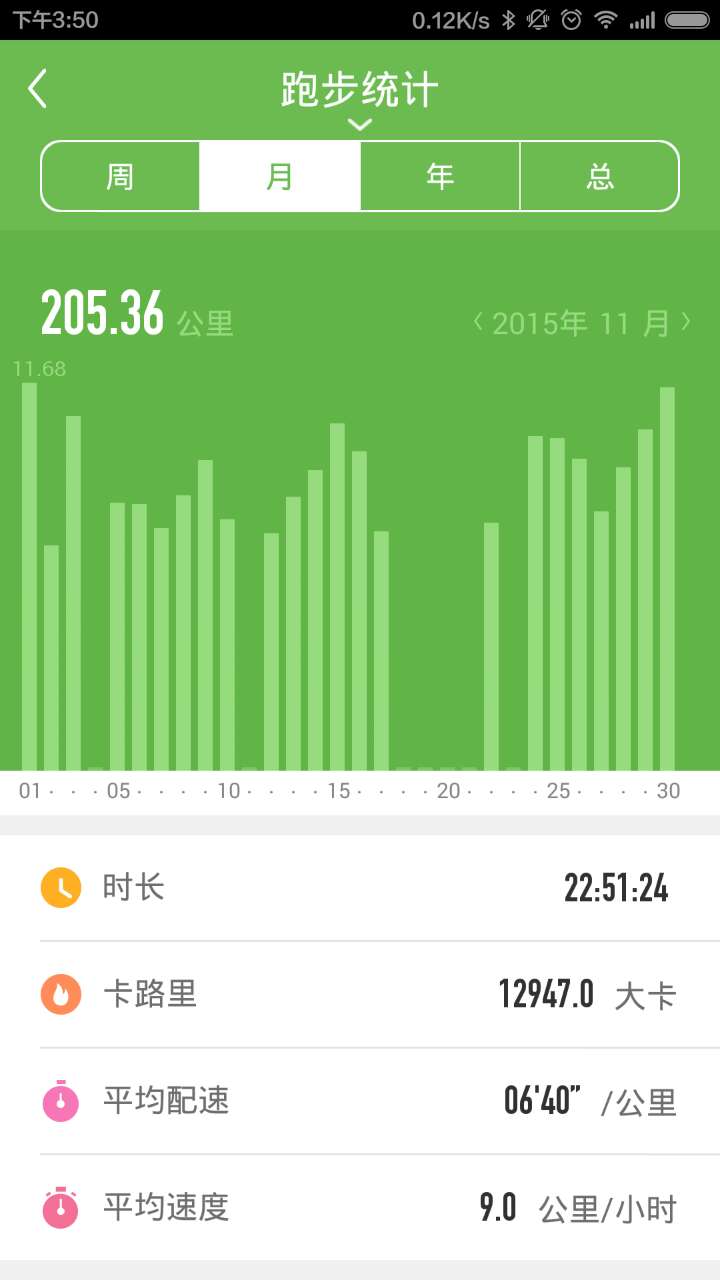 下午3:50 0.12K/s
跑步统计
周 月 年 总
205.36 公里 2015年 11 月
11.68
01 · · · 05 · · · · 10 · · · · 15 · · · · 20 · · · · 25 · · · · 30
时长 22:51:24
卡路里 12947.0 大卡
平均配速 06'40" /公里
平均速度 9.0 公里/小时